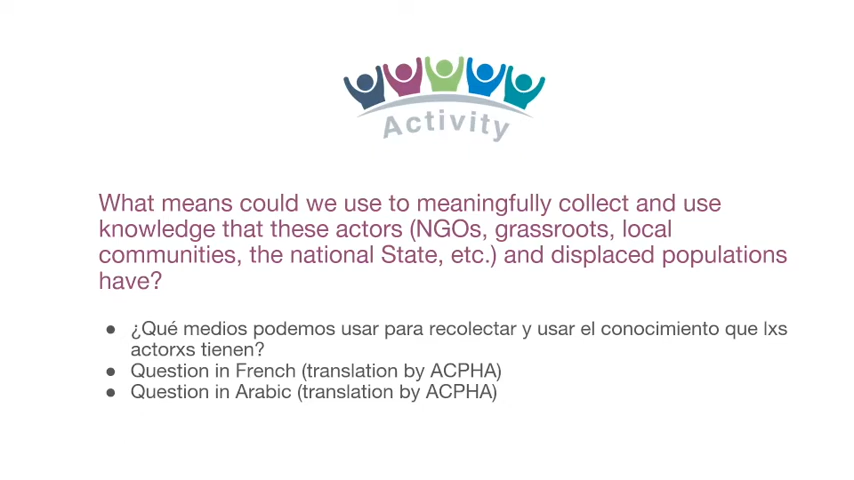 Activity
What means could we use to meaningfully collect and use
knowledge that these actors (NGOs, grassroots, local
communities, the national State, etc.) and displaced populations
have?
● ¿Qué medios podemos usar para recolectar y usar el conocimiento que lxs
actorxs tienen?
● Question in French (translation by ACPHA)
● Question in Arabic (translation by ACPHA)